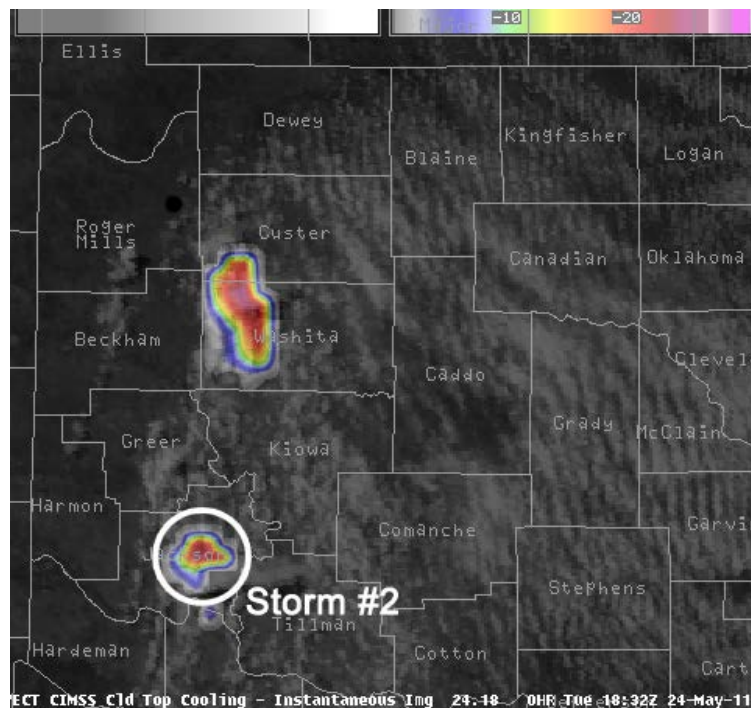 -10 -20
Ellis
Dewey
Kingfisher
Blaine
Logan
Roger
Mills
Custer
Canadian
Oklahoma
Beckham
Washita
Clevel
Caddo
Greer
Grady
McClain
Kiowa
Harmon
Comanche
Garvi
Storm #2
Stephens
Tillman
Hardeman
Cotton
Cart
ECT CIMSS Cld Top Cooling - Instantaneous Img 24.18 0HR Tue 18:32Z 24-May-11